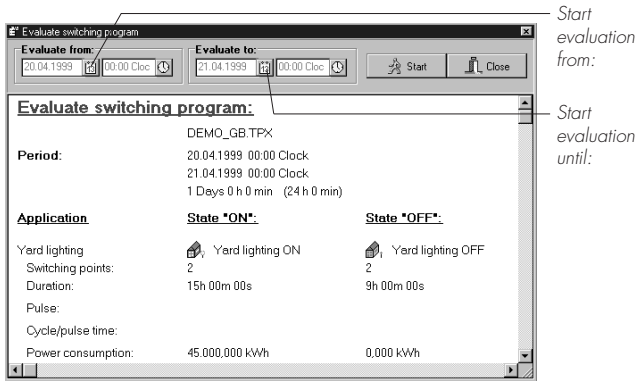 Evaluate switching program
Evaluate from:
20.04.1999 12 00:00 Cloc
Evaluate to:
21.04.1999 12 00:00 Cloc
Start
Close
Start
evaluation
from:
Start
evaluation
until:
Evaluate switching program:
DEMO_GB.TPX
Period:
20.04.1999 00:00 Clock
21.04.1999 00:00 Clock
1 Days 0 h 0 min (24 h 0 min)
Application State "ON": State "OFF":
Yard lighting Yard lighting ON Yard lighting OFF
Switching points: 2 2
Duration: 15h 00m 00s 9h 00m 00s
Pulse:
Cycle/pulse time:
Power consumption: 45.000,000 kWh 0,000 kWh